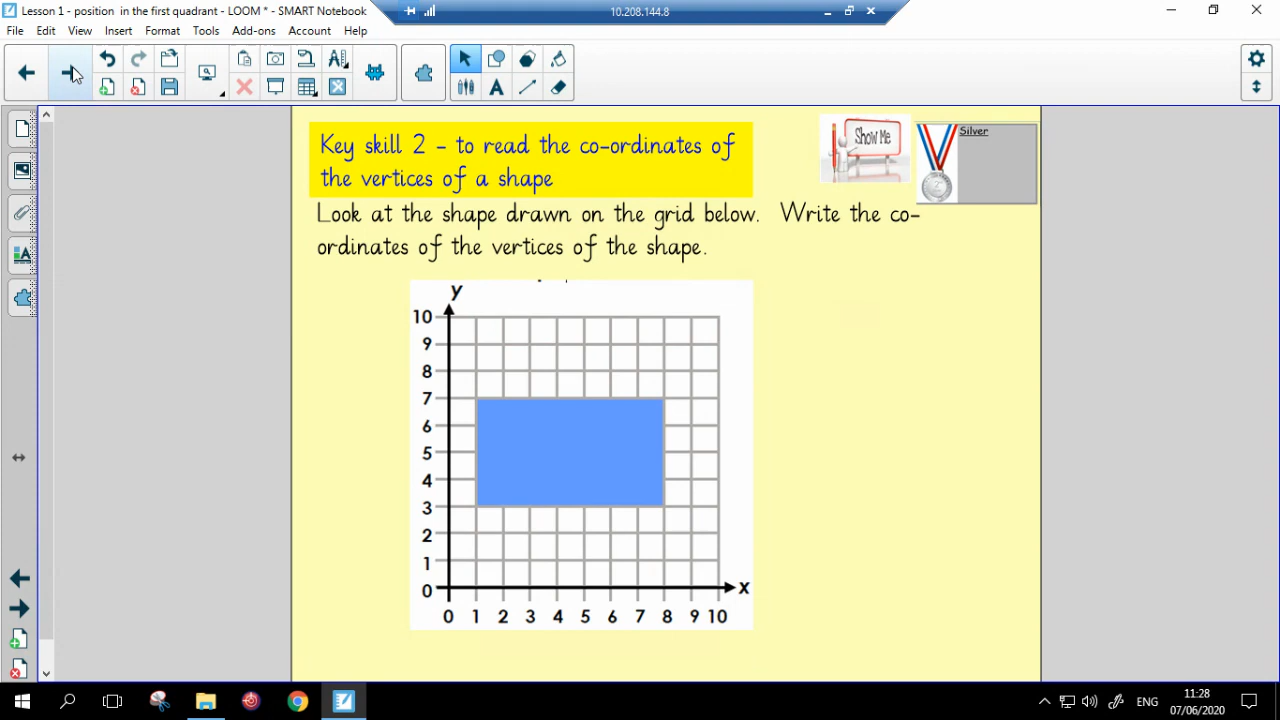 Lesson 1 - position in the first quadrant - LOOM * - SMART Notebook
10.208.144.8
File Edit View Insert Format Tools Add-ons Account Help
Key skill 2 - to read the co-ordinates of
the vertices of a shape
Show Me
Silver
Look at the shape drawn on the grid below. Write the co-
ordinates of the vertices of the shape.
y
10
9
8
7
6
5
4
3
2
1
0
x
0 1 2 3 4 5 6 7 8 9 10
ENG
11:28
07/06/2020